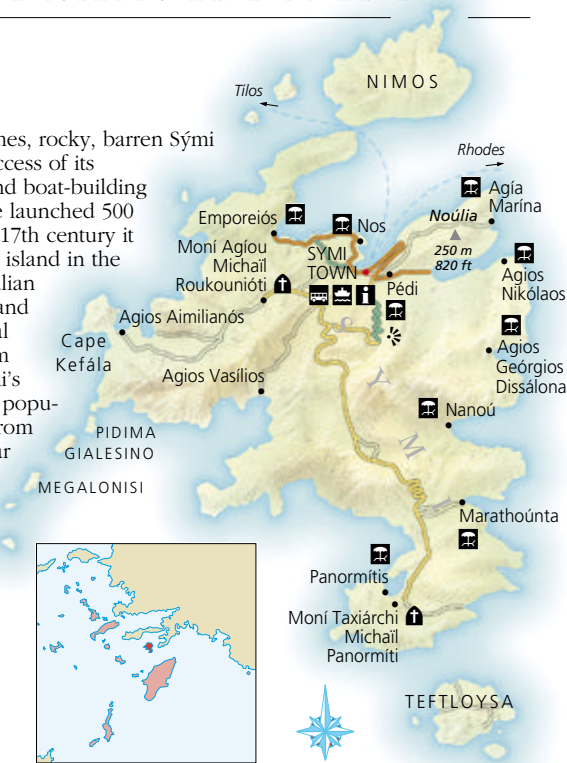 nes, rocky, barren Sými
ccess of its
nd boat-building
e launched 500
17th century it
island in the
lian
and
l
n
i's
popu-
rom
ar
NIMOS
Tilos
Rhodes
Agía
Marína
Noúlia
250 m
820 ft
Emporeiós
Nos
SYMI
TOWN
Pédi
Moní Agíou
Michaïl
Roukounióti
Agios
Nikólaos
Agios Aimilianós
Cape
Kefála
Agios
Geórgios
Dissálona
Agios Vasílios
Nanoú
S Y M I
PIDIMA
GIALESINO
MEGALONISI
Marathoúnta
Panormítis
Moní Taxiárchi
Michaïl
Panormíti
TEFTLOYSA